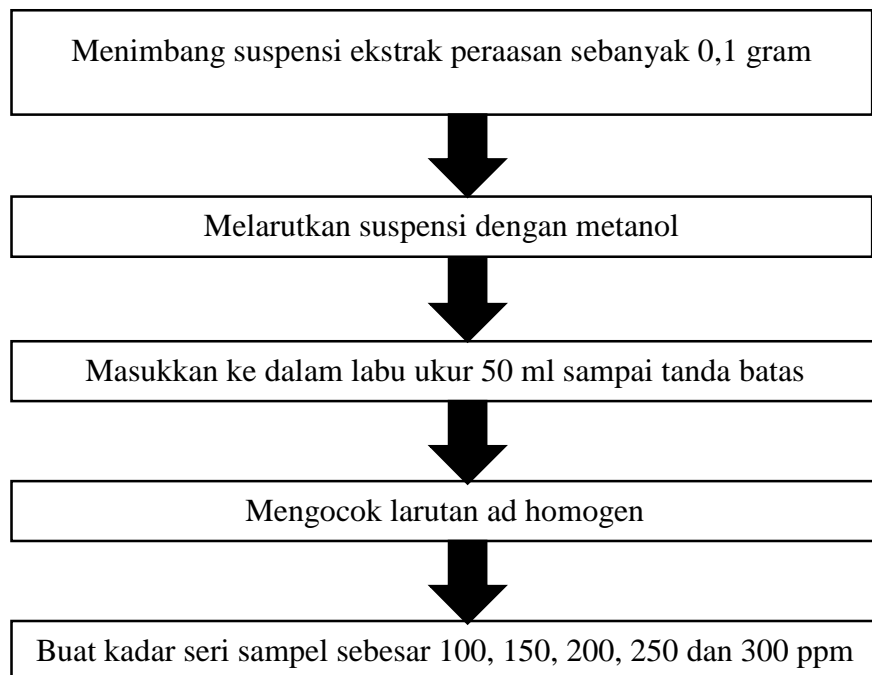 Menimbang suspensi ekstrak peraasan sebanyak 0,1 gram
Melarutkan suspensi dengan metanol
Masukkan ke dalam labu ukur 50 ml sampai tanda batas
Mengocok larutan ad homogen
Buat kadar seri sampel sebesar 100, 150, 200, 250 dan 300 ppm